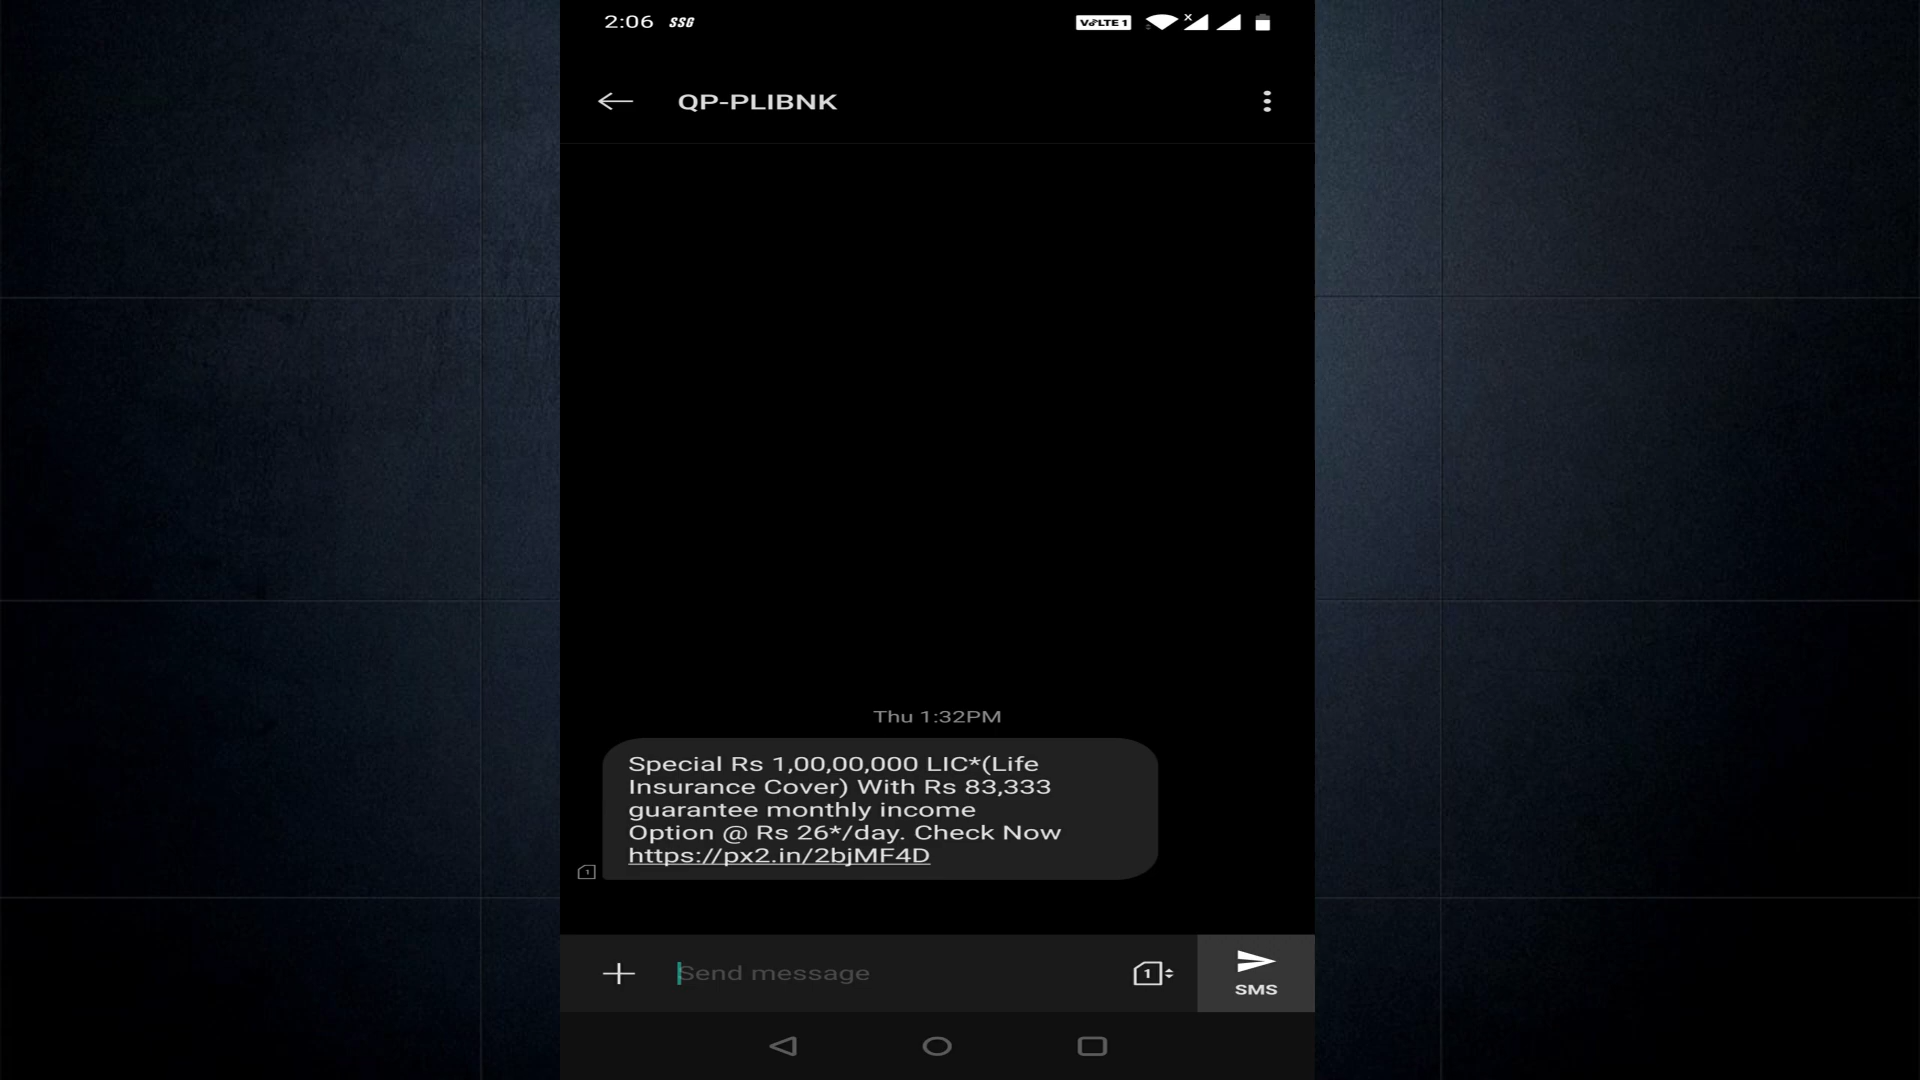 2:06 SSG VoLTE 1
QP-PLIBNK
Thu 1:32PM
Special Rs 1,00,00,000 LIC*(Life
Insurance Cover) With Rs 83,333
guarantee monthly income
Option @ Rs 26*/day. Check Now
https://px2.in/2bjMF4D
1
Send message
1
SMS